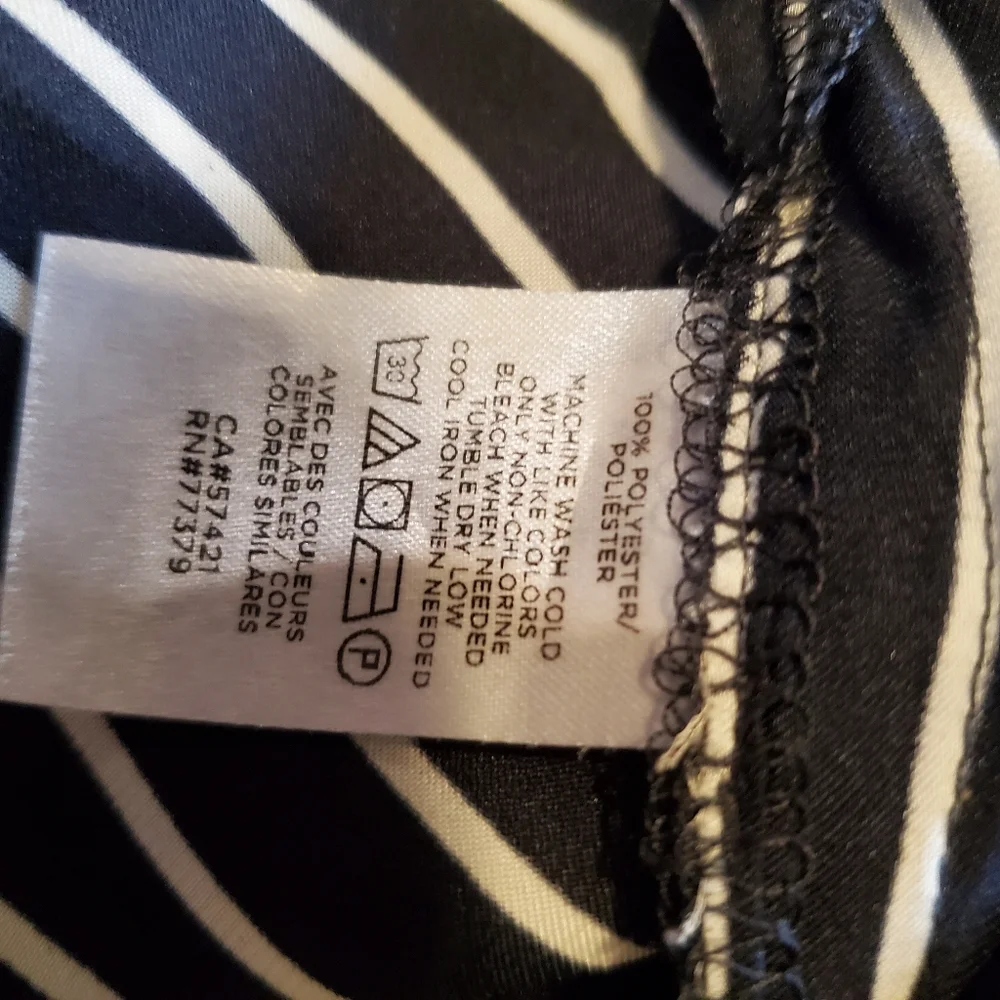 100% POLYESTER/
POLIÉSTER
MACHINE WASH COLD
WITH LIKE COLORS
ONLY NON-CHLORINE
BLEACH WHEN NEEDED
TUMBLE DRY LOW
COOL IRON WHEN NEEDED
30
P
AVEC DES COULEURS
SEMBLABLES / CON
COLORES SIMILARES
CA#57421
RN#77379